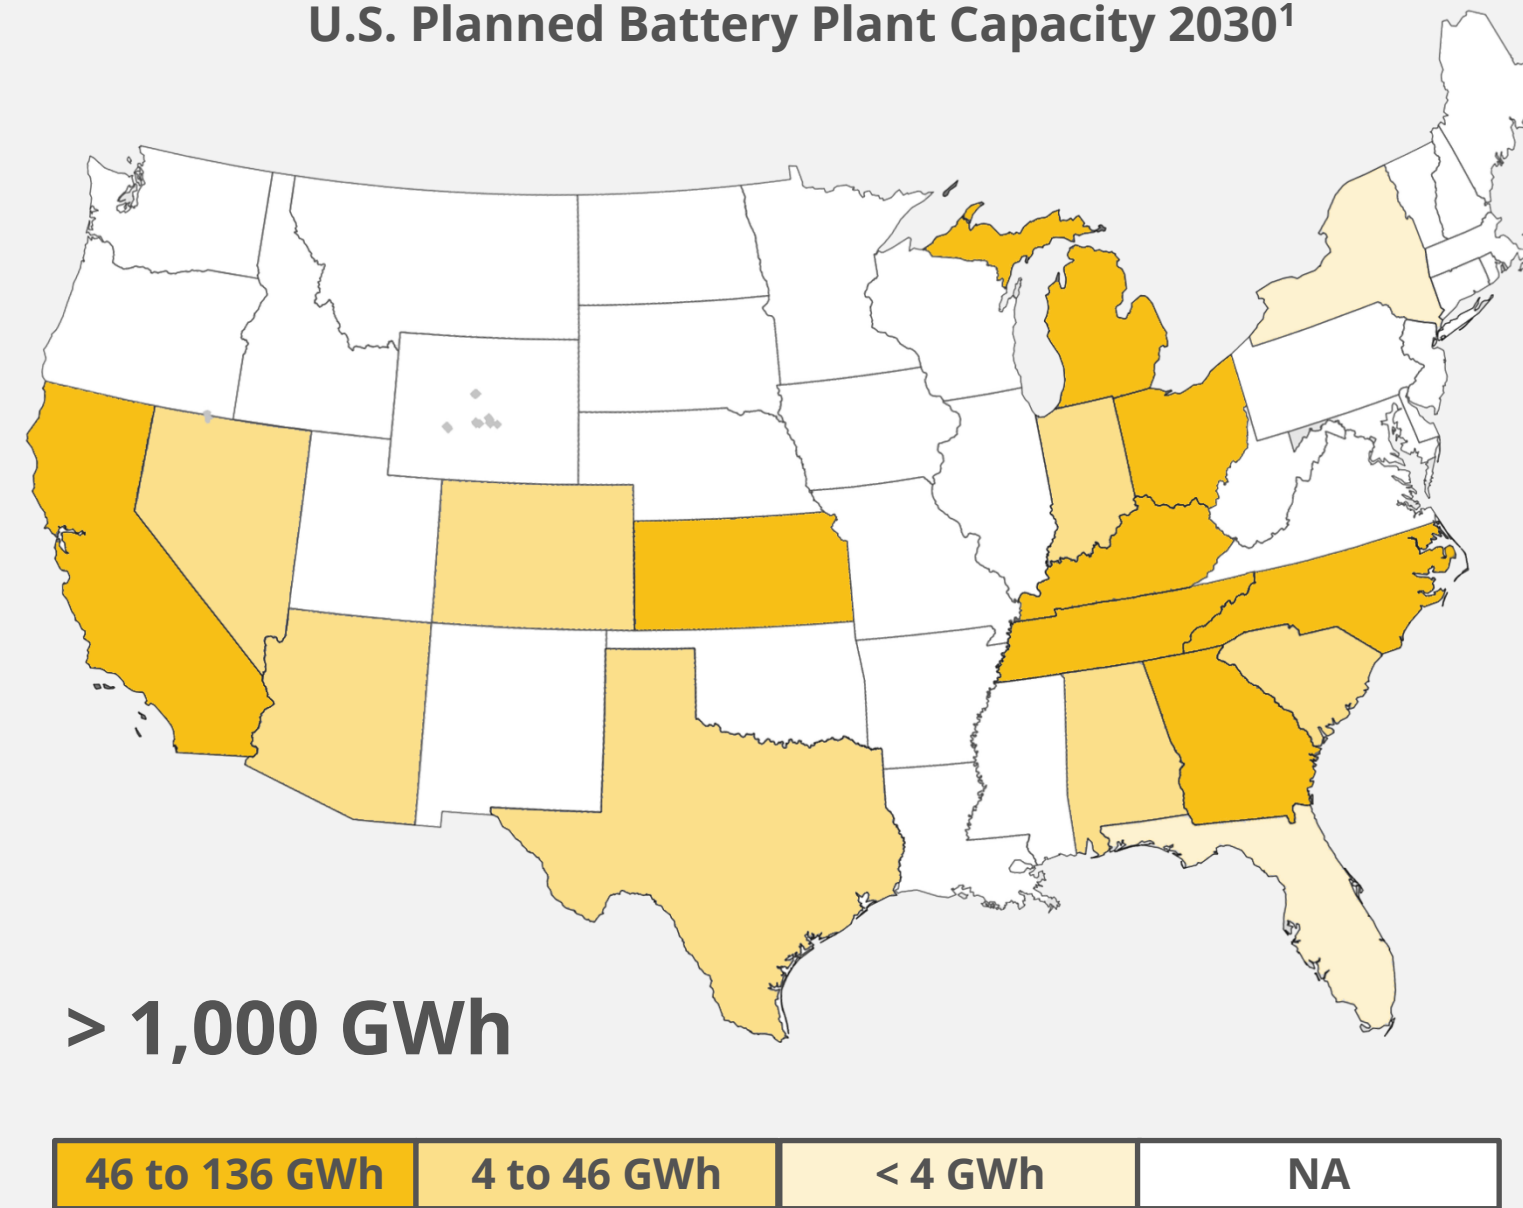 U.S. Planned Battery Plant Capacity 2030¹
> 1,000 GWh
46 to 136 GWh
4 to 46 GWh
< 4 GWh
NA